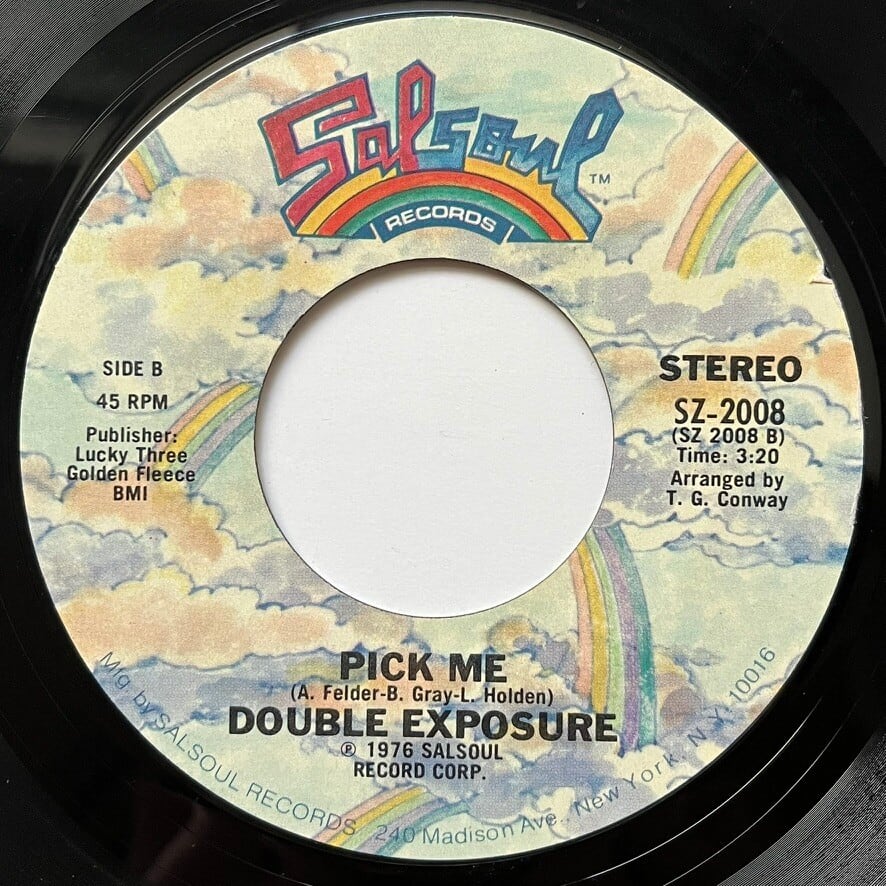 Salsoul TM
RECORDS
SIDE B
45 RPM
Publisher:
Lucky Three
Golden Fleece
BMI
STEREO
SZ-2008
(SZ 2008 B)
Time: 3:20
Arranged by
T. G. Conway
PICK ME
(A. Felder-B. Gray-L. Holden)
DOUBLE EXPOSURE
℗ 1976 SALSOUL
RECORD CORP.
Mfg. by SALSOUL RECORDS 240 Madison Ave., New York, N.Y. 10016